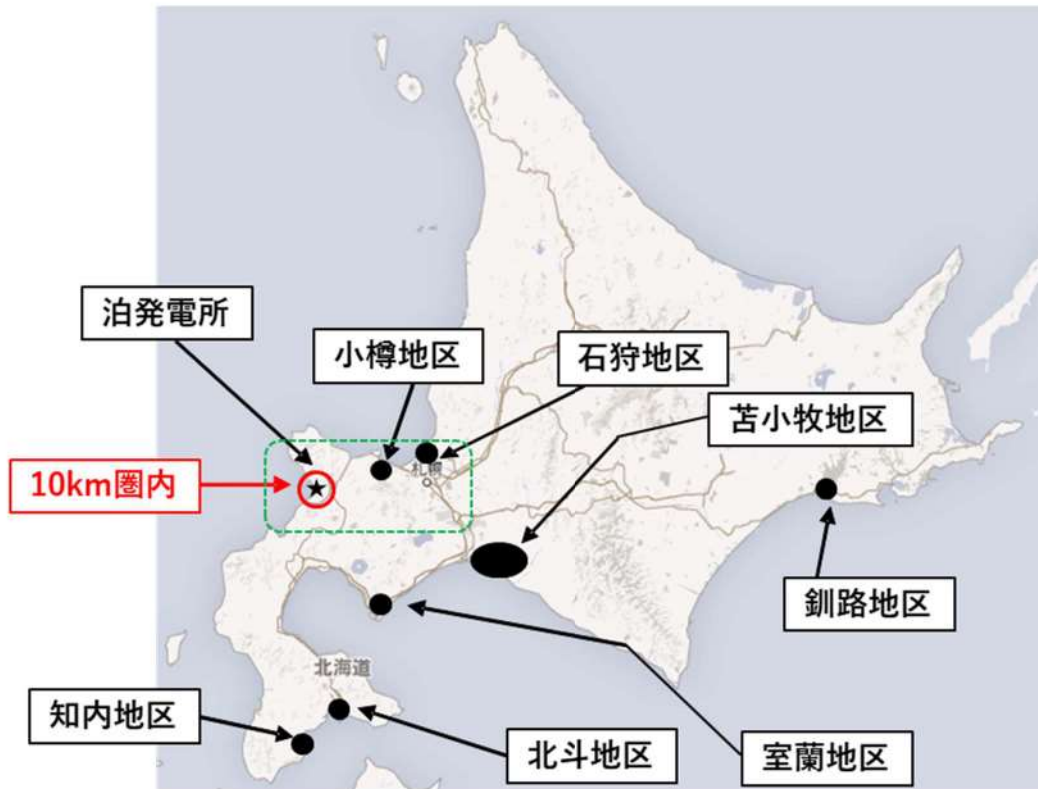 泊発電所
小樽地区
石狩地区
苫小牧地区
札幌
10km圏内
釧路地区
北海道
知内地区
北斗地区
室蘭地区